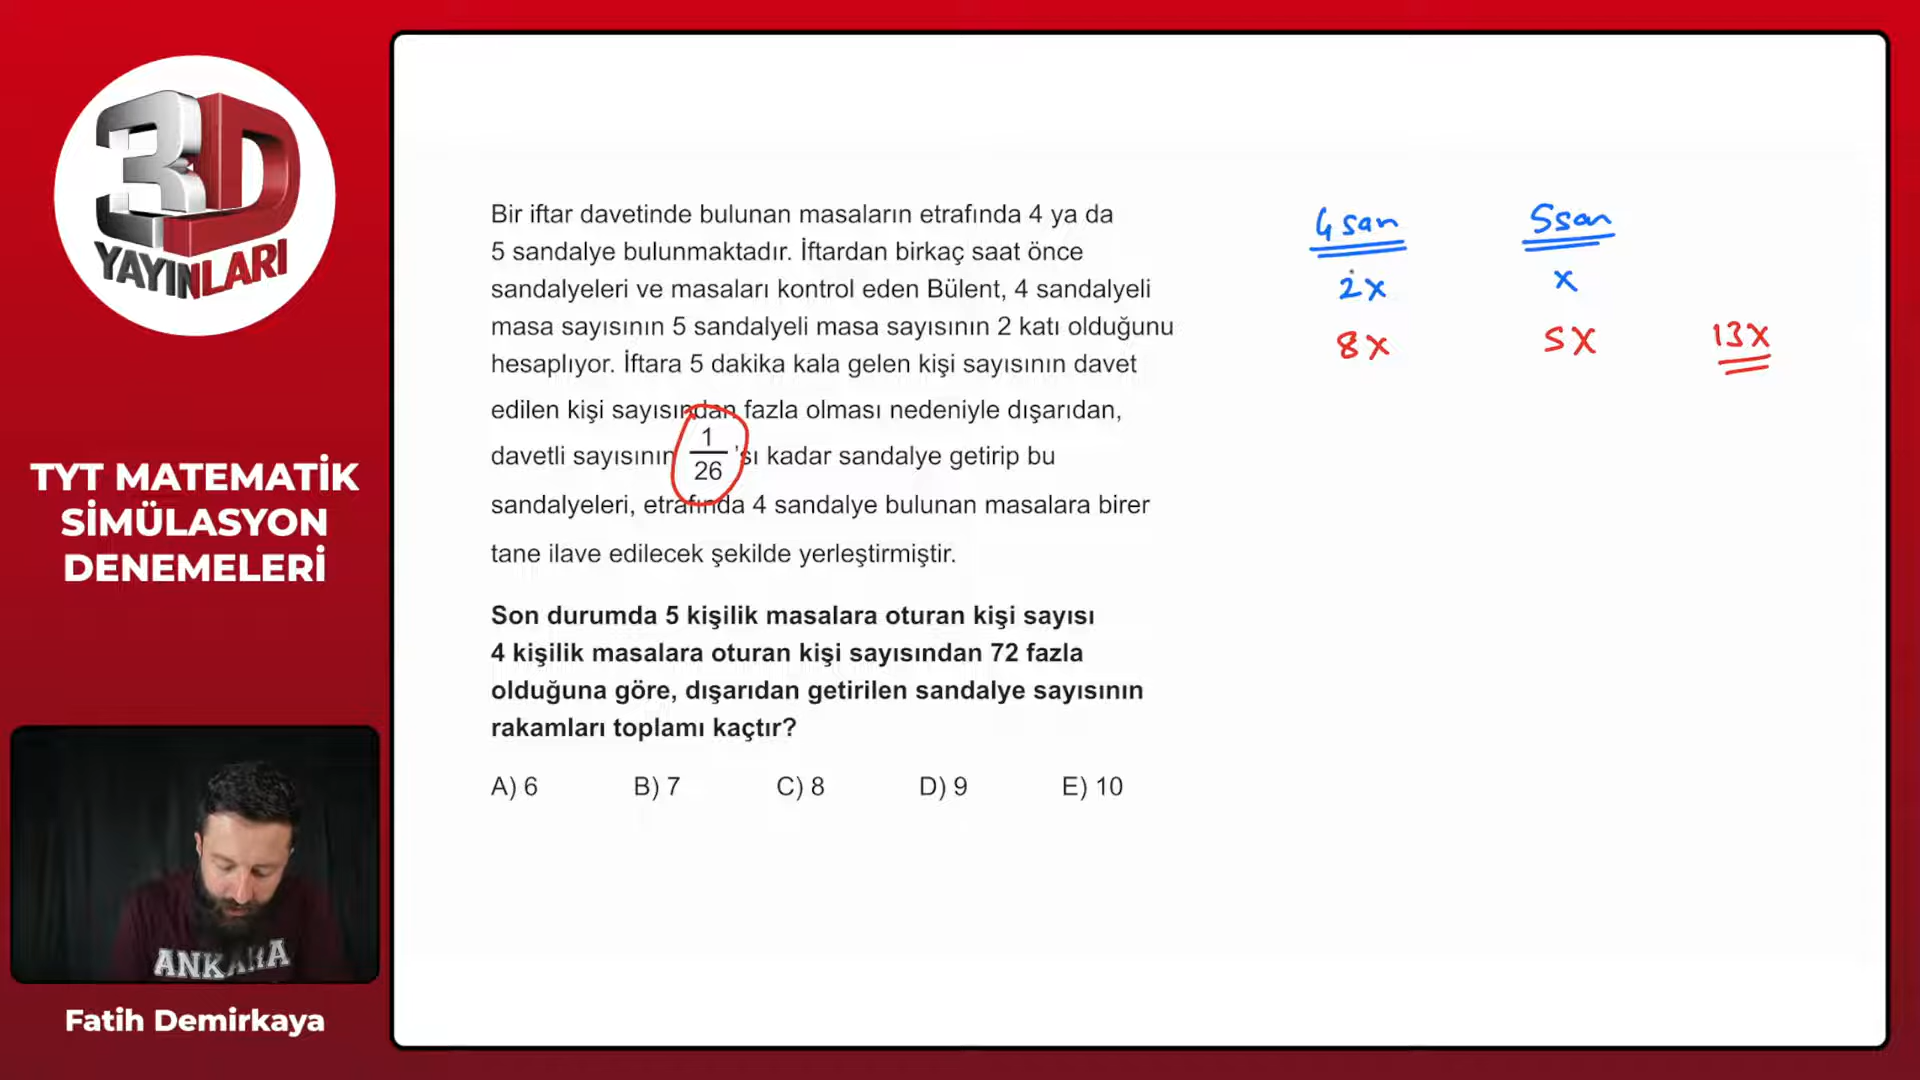 3D
YAYINLARI
TYT MATEMATİK
SİMÜLASYON
DENEMELERİ
ANKARA
Fatih Demirkaya
Bir iftar davetinde bulunan masaların etrafında 4 ya da
5 sandalye bulunmaktadır. İftardan birkaç saat önce
sandalyeleri ve masaları kontrol eden Bülent, 4 sandalyeli
masa sayısının 5 sandalyeli masa sayısının 2 katı olduğunu
hesaplıyor. İftara 5 dakika kala gelen kişi sayısının davet
edilen kişi sayısından fazla olması nedeniyle dışarıdan,
davetli sayısının 1/26 'sı kadar sandalye getirip bu
sandalyeleri, etrafında 4 sandalye bulunan masalara birer
tane ilave edilecek şekilde yerleştirmiştir.
Son durumda 5 kişilik masalara oturan kişi sayısı
4 kişilik masalara oturan kişi sayısından 72 fazla
olduğuna göre, dışarıdan getirilen sandalye sayısının
rakamları toplamı kaçtır?
A) 6 B) 7 C) 8 D) 9 E) 10
4 san 5 san
2x x
8x 5x 13x